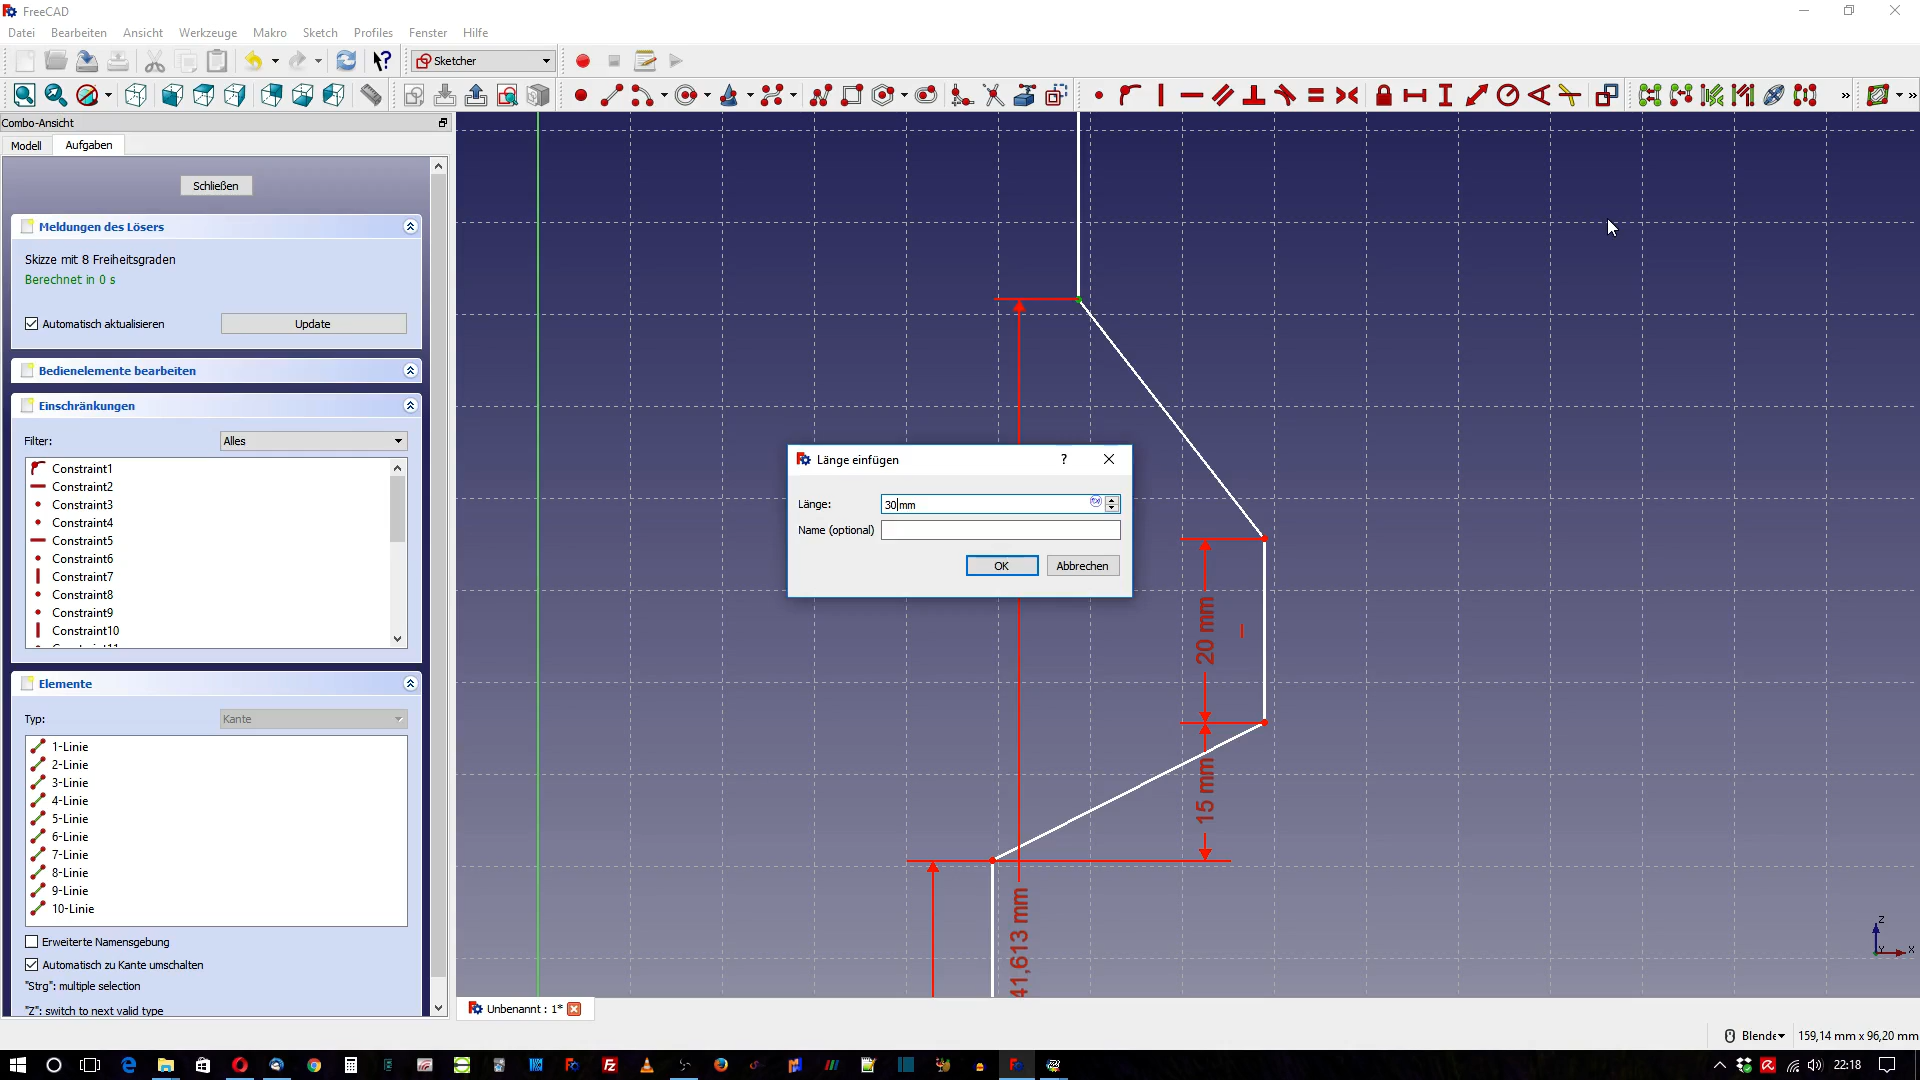 FreeCAD
Datei Bearbeiten Ansicht Werkzeuge Makro Sketch Profiles Fenster Hilfe
Sketcher
Combo-Ansicht
Modell Aufgaben
Schließen
Meldungen des Lösers
Skizze mit 8 Freiheitsgraden
Berechnet in 0 s
Automatisch aktualisieren Update
Bedienelemente bearbeiten
Einschränkungen
Filter: Alles
Constraint1
Constraint2
Constraint3
Constraint4
Constraint5
Constraint6
Constraint7
Constraint8
Constraint9
Constraint10
Elemente
Typ: Kante
1-Linie
2-Linie
3-Linie
4-Linie
5-Linie
6-Linie
7-Linie
8-Linie
9-Linie
10-Linie
Erweiterte Namensgebung
Automatisch zu Kante umschalten
"Strg": multiple selection
"Z": switch to next valid type
Länge einfügen ?
Länge: 30 mm
Name (optional)
OK Abbrechen
20 mm
15 mm
41,613 mm
Z
Y X
Unbenannt : 1*
Blende 159,14 mm x 96,20 mm
22:18